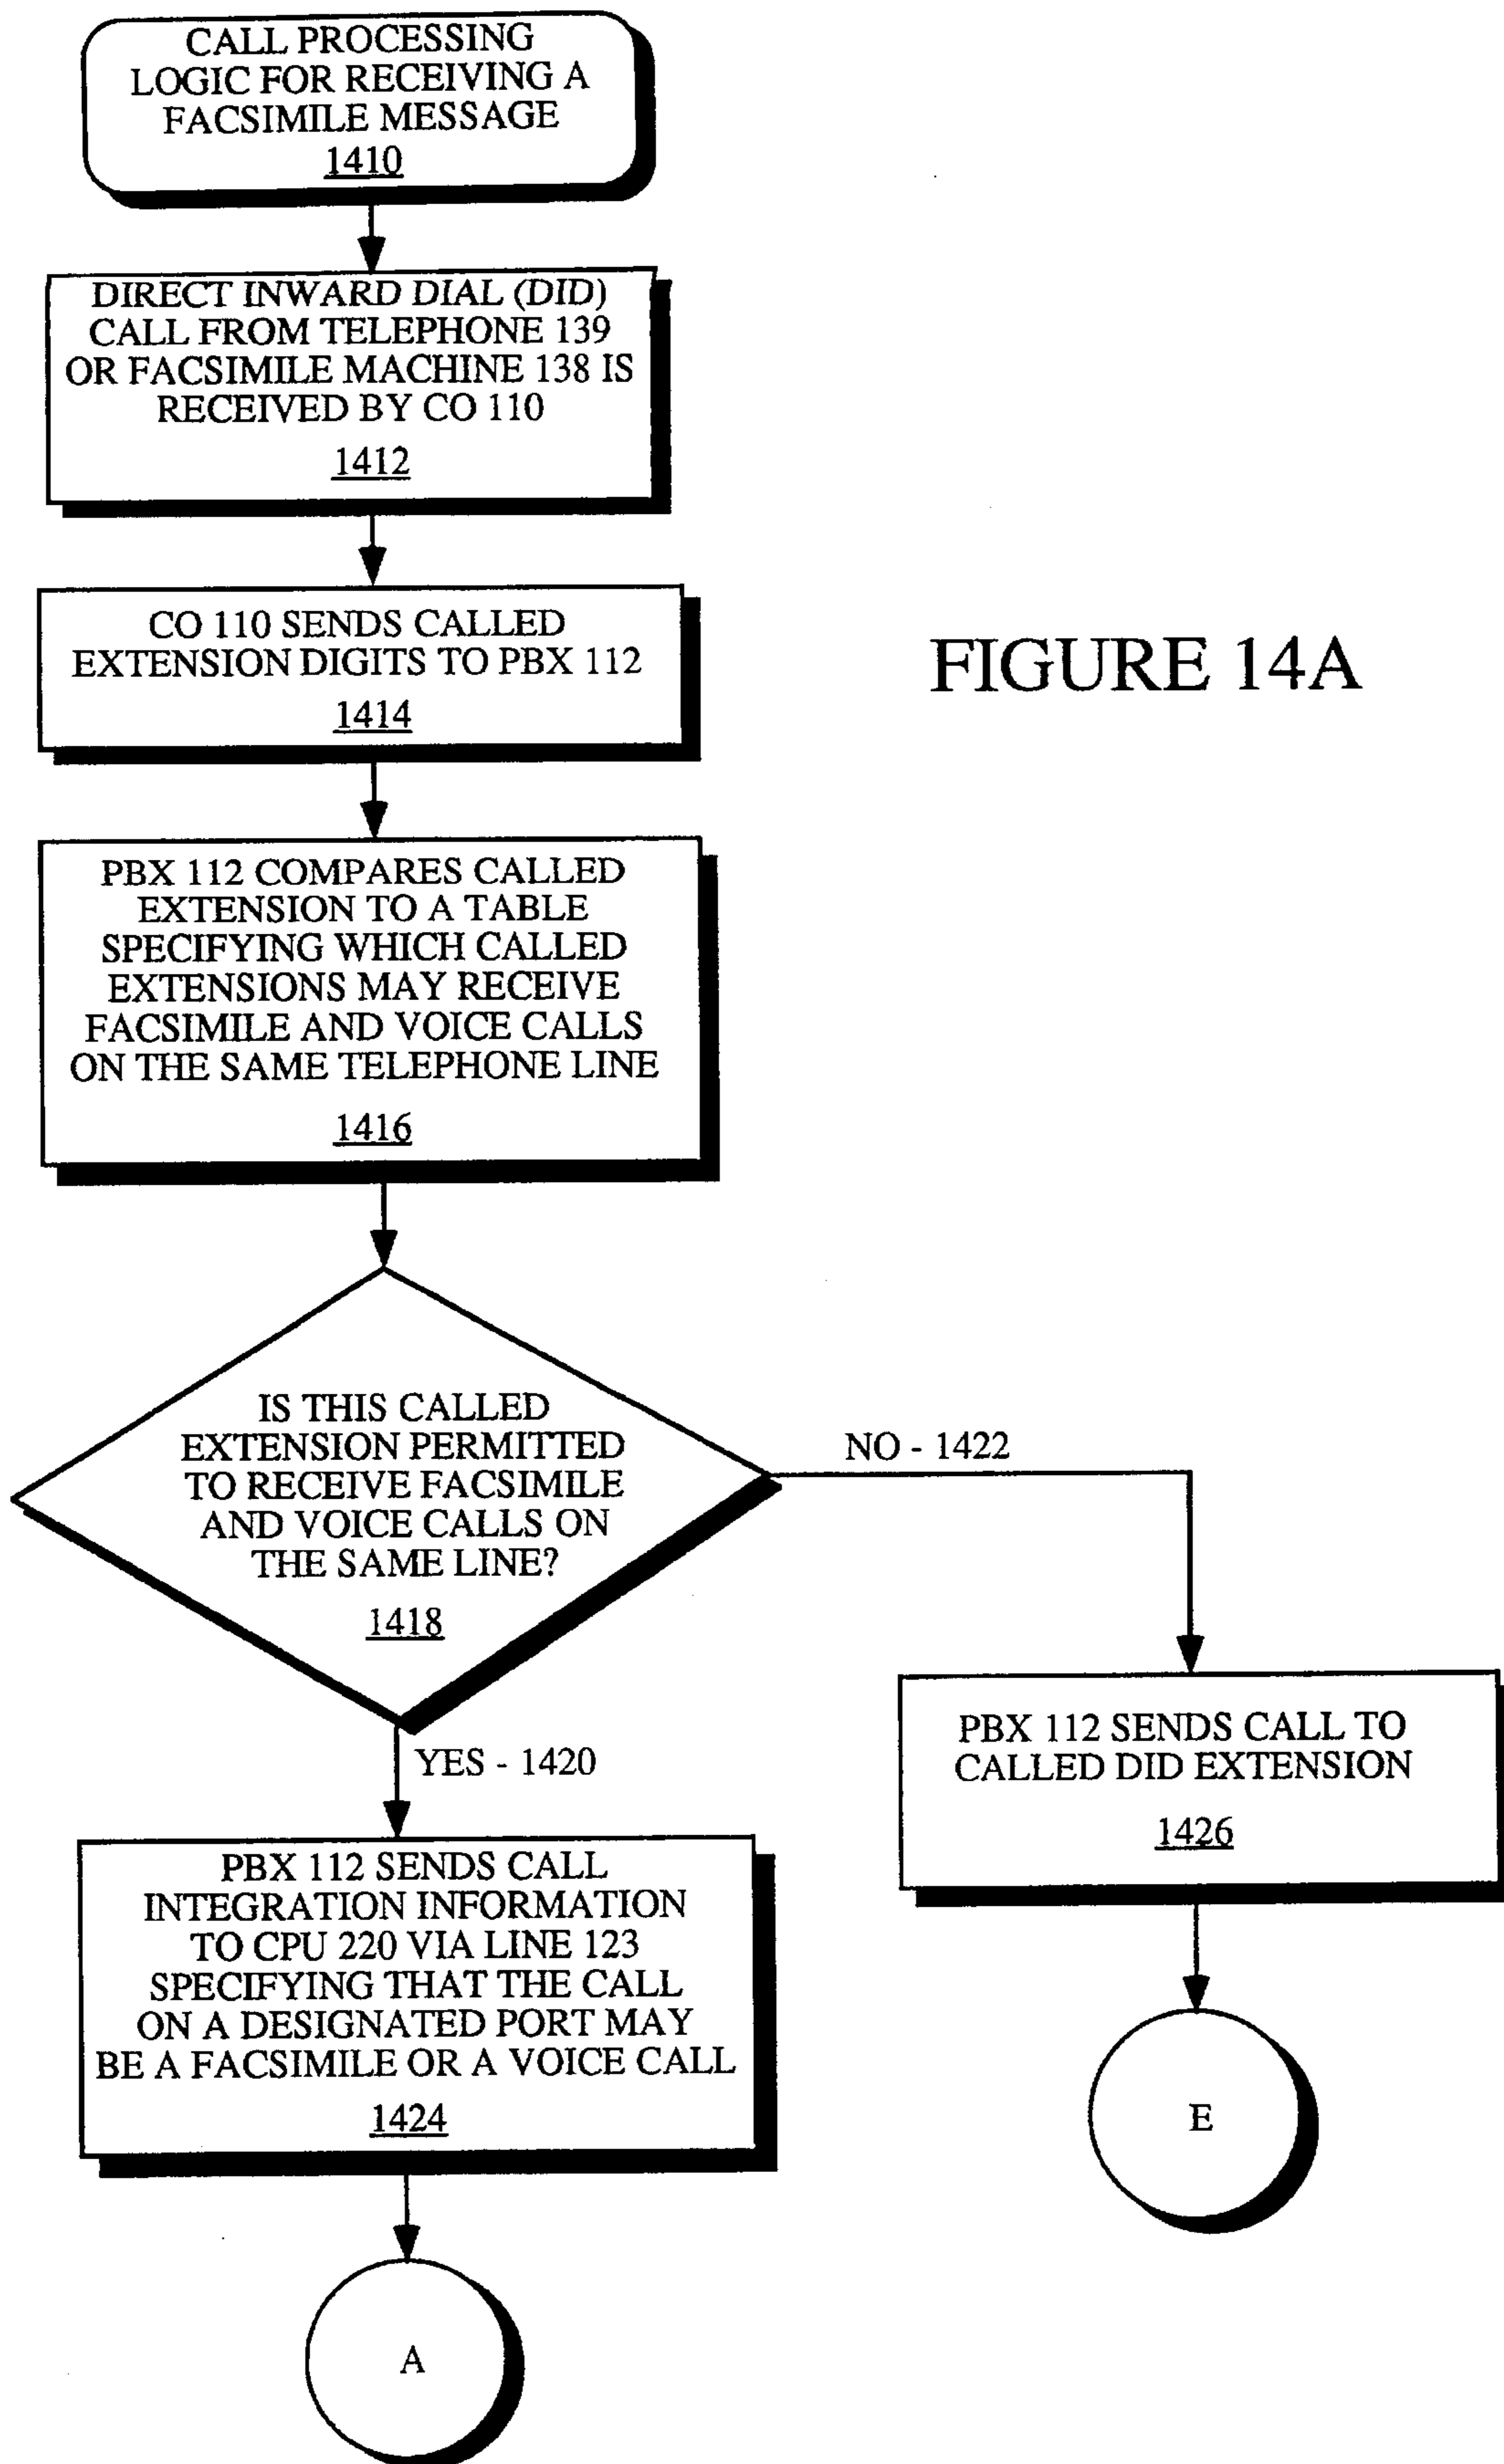 CALL PROCESSING
LOGIC FOR RECEIVING A
FACSIMILE MESSAGE
1410
DIRECT INWARD DIAL (DID)
CALL FROM TELEPHONE 139
OR FACSIMILE MACHINE 138 IS
RECEIVED BY CO 110
1412
CO 110 SENDS CALLED
EXTENSION DIGITS TO PBX 112
1414
FIGURE 14A
PBX 112 COMPARES CALLED
EXTENSION TO A TABLE
SPECIFYING WHICH CALLED
EXTENSIONS MAY RECEIVE
FACSIMILE AND VOICE CALLS
ON THE SAME TELEPHONE LINE
1416
IS THIS CALLED
EXTENSION PERMITTED
TO RECEIVE FACSIMILE
AND VOICE CALLS ON
THE SAME LINE?
1418
NO - 1422
YES - 1420
PBX 112 SENDS CALL TO
CALLED DID EXTENSION
1426
PBX 112 SENDS CALL
INTEGRATION INFORMATION
TO CPU 220 VIA LINE 123
SPECIFYING THAT THE CALL
ON A DESIGNATED PORT MAY
BE A FACSIMILE OR A VOICE CALL
1424
E
A